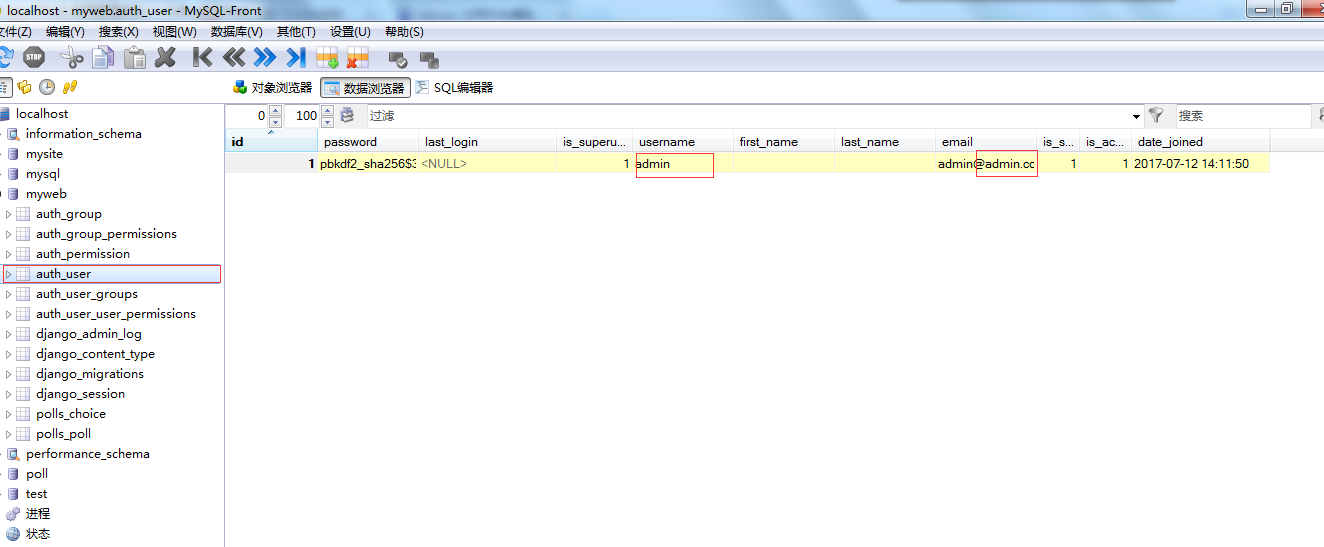 localhost - myweb.auth_user - MySQL-Front
文件(Z) 编辑(Y) 搜索(X) 视图(W) 数据库(V) 其他(T) 设置(U) 帮助(S)
STOP
对象浏览器 数据浏览器 SQL编辑器
0 100 过滤 搜索
id password last_login is_superu... username first_name last_name email is_s... is_ac... date_joined
1 pbkdf2_sha256$3 <NULL> 1 admin admin@admin.cc 1 1 2017-07-12 14:11:50
localhost
information_schema
mysite
mysql
myweb
auth_group
auth_group_permissions
auth_permission
auth_user
auth_user_groups
auth_user_user_permissions
django_admin_log
django_content_type
django_migrations
django_session
polls_choice
polls_poll
performance_schema
poll
test
进程
状态